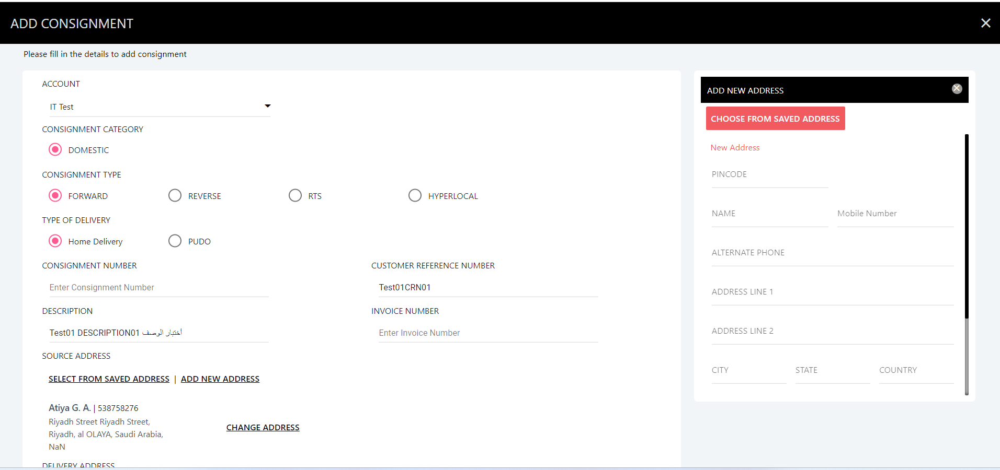 ADD CONSIGNMENT
Please fill in the details to add consignment
ACCOUNT
IT Test
CONSIGNMENT CATEGORY
DOMESTIC
CONSIGNMENT TYPE
FORWARD REVERSE RTS HYPERLOCAL
TYPE OF DELIVERY
Home Delivery PUDO
CONSIGNMENT NUMBER CUSTOMER REFERENCE NUMBER
Enter Consignment Number Test01CRN01
DESCRIPTION INVOICE NUMBER
Test01 DESCRIPTION01 أختبار الوصف Enter Invoice Number
SOURCE ADDRESS
SELECT FROM SAVED ADDRESS | ADD NEW ADDRESS
Atiya G. A. | 538758276
Riyadh Street Riyadh Street,
Riyadh, al OLAYA, Saudi Arabia,
NaN
CHANGE ADDRESS
DELIVERY ADDRESS
ADD NEW ADDRESS
CHOOSE FROM SAVED ADDRESS
New Address
PINCODE
NAME Mobile Number
ALTERNATE PHONE
ADDRESS LINE 1
ADDRESS LINE 2
CITY STATE COUNTRY